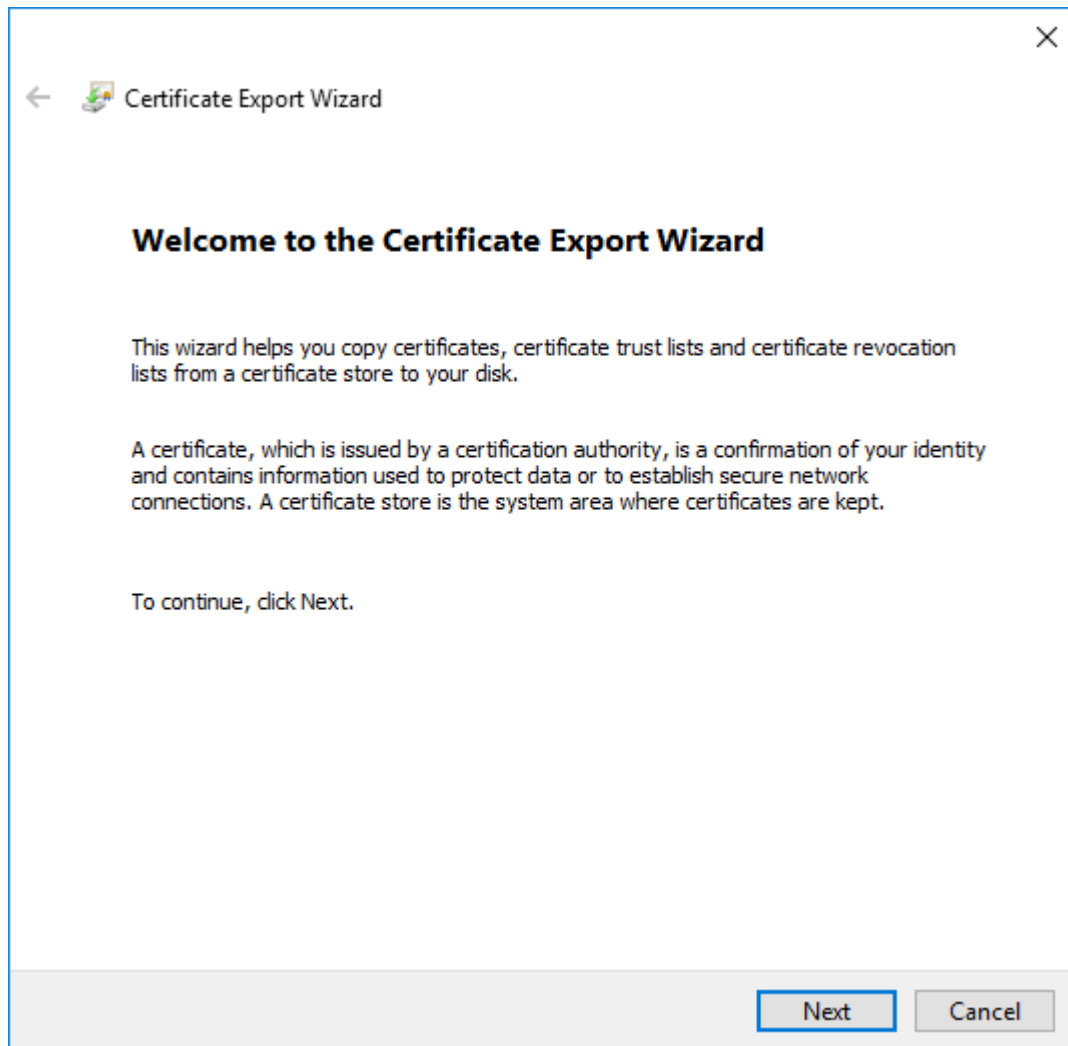 Certificate Export Wizard
Welcome to the Certificate Export Wizard
This wizard helps you copy certificates, certificate trust lists and certificate revocation
lists from a certificate store to your disk.
A certificate, which is issued by a certification authority, is a confirmation of your identity
and contains information used to protect data or to establish secure network
connections. A certificate store is the system area where certificates are kept.
To continue, click Next.
Next
Cancel